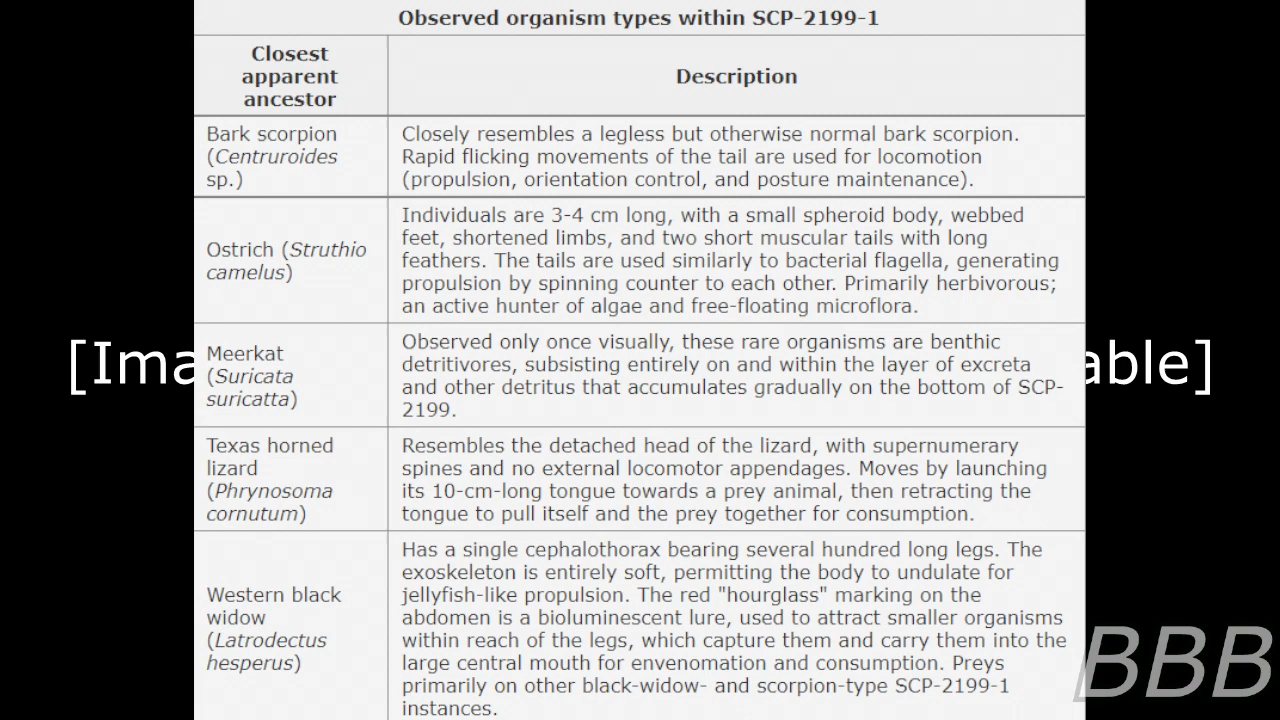 Observed organism types within SCP-2199-1
Closest
apparent
ancestor
Description
Bark scorpion
(Centruroides
sp.)
Closely resembles a legless but otherwise normal bark scorpion.
Rapid flicking movements of the tail are used for locomotion
(propulsion, orientation control, and posture maintenance).
Ostrich (Struthio
camelus)
Individuals are 3-4 cm long, with a small spheroid body, webbed
feet, shortened limbs, and two short muscular tails with long
feathers. The tails are used similarly to bacterial flagella, generating
propulsion by spinning counter to each other. Primarily herbivorous;
an active hunter of algae and free-floating microflora.
Meerkat
(Suricata
suricatta)
Observed only once visually, these rare organisms are benthic
detritivores, subsisting entirely on and within the layer of excreta
and other detritus that accumulates gradually on the bottom of SCP-
2199.
[Ima
able]
Texas horned
lizard
(Phrynosoma
cornutum)
Resembles the detached head of the lizard, with supernumerary
spines and no external locomotor appendages. Moves by launching
its 10-cm-long tongue towards a prey animal, then retracting the
tongue to pull itself and the prey together for consumption.
Western black
widow
(Latrodectus
hesperus)
Has a single cephalothorax bearing several hundred long legs. The
exoskeleton is entirely soft, permitting the body to undulate for
jellyfish-like propulsion. The red "hourglass" marking on the
abdomen is a bioluminescent lure, used to attract smaller organisms
within reach of the legs, which capture them and carry them into the
large central mouth for envenomation and consumption. Preys
primarily on other black-widow- and scorpion-type SCP-2199-1
instances.
BBB